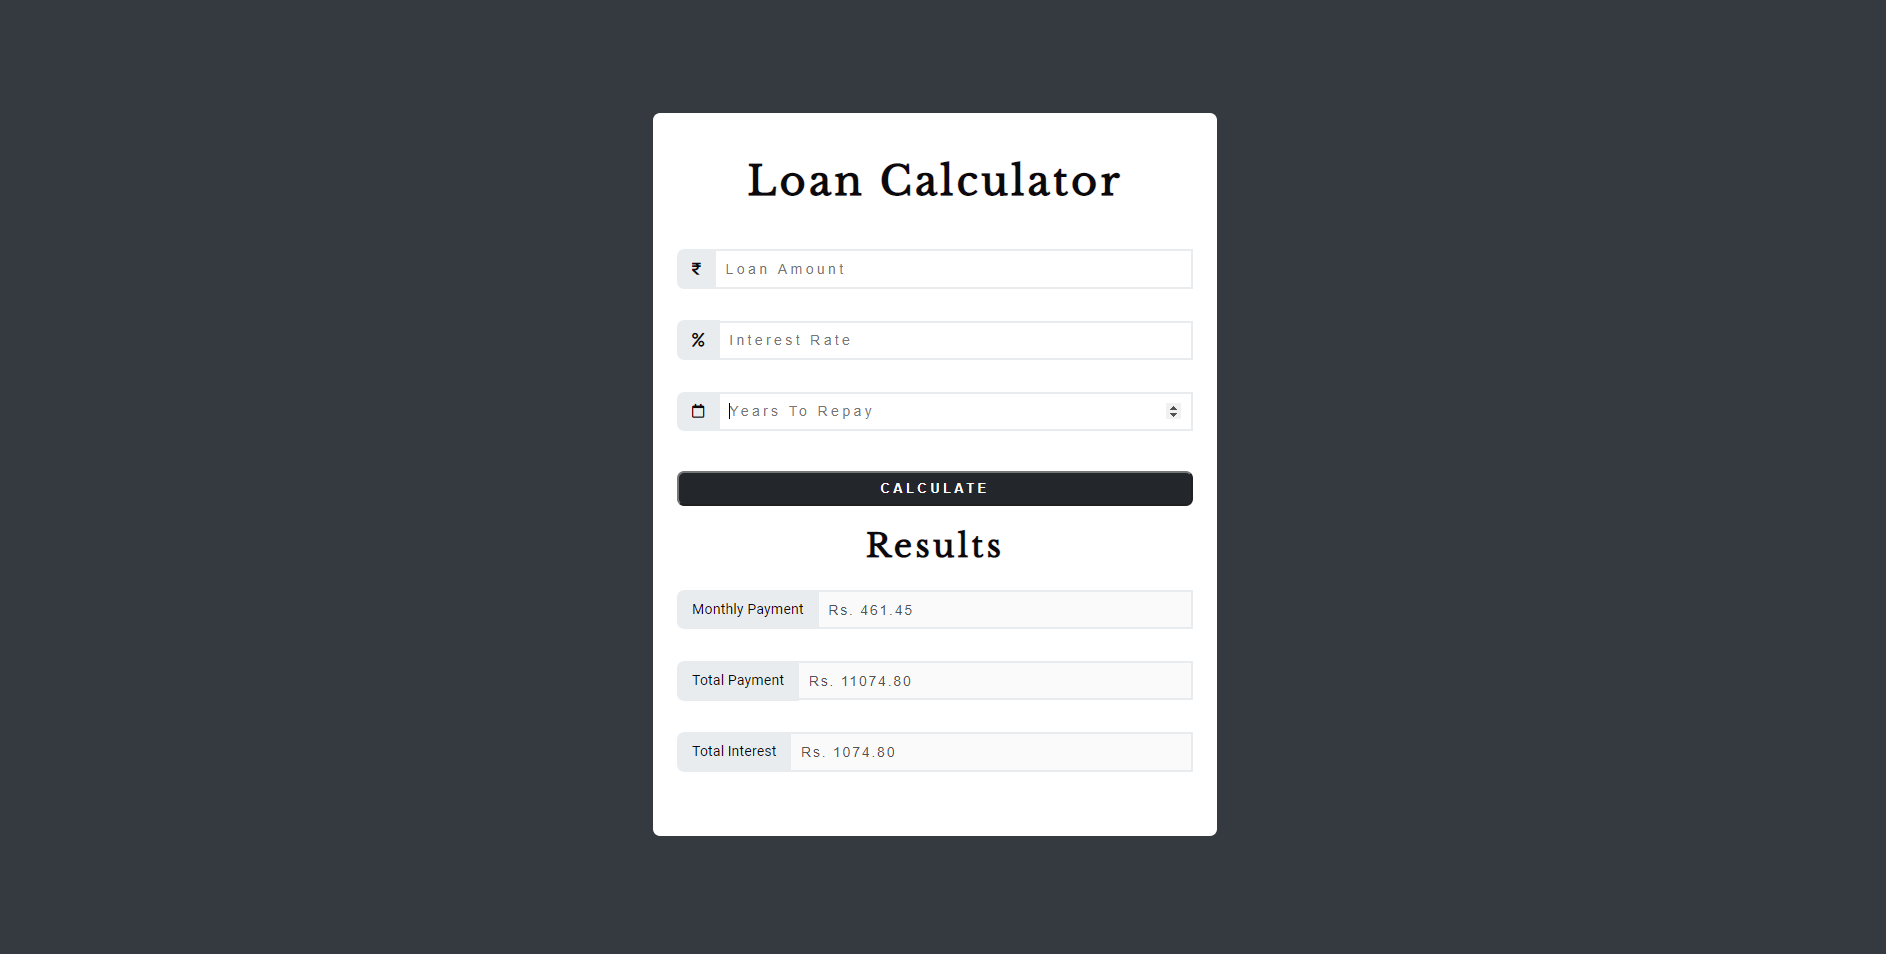 Loan Calculator
₹ Loan Amount
% Interest Rate
Years To Repay
CALCULATE
Results
Monthly Payment Rs. 461.45
Total Payment Rs. 11074.80
Total Interest Rs. 1074.80